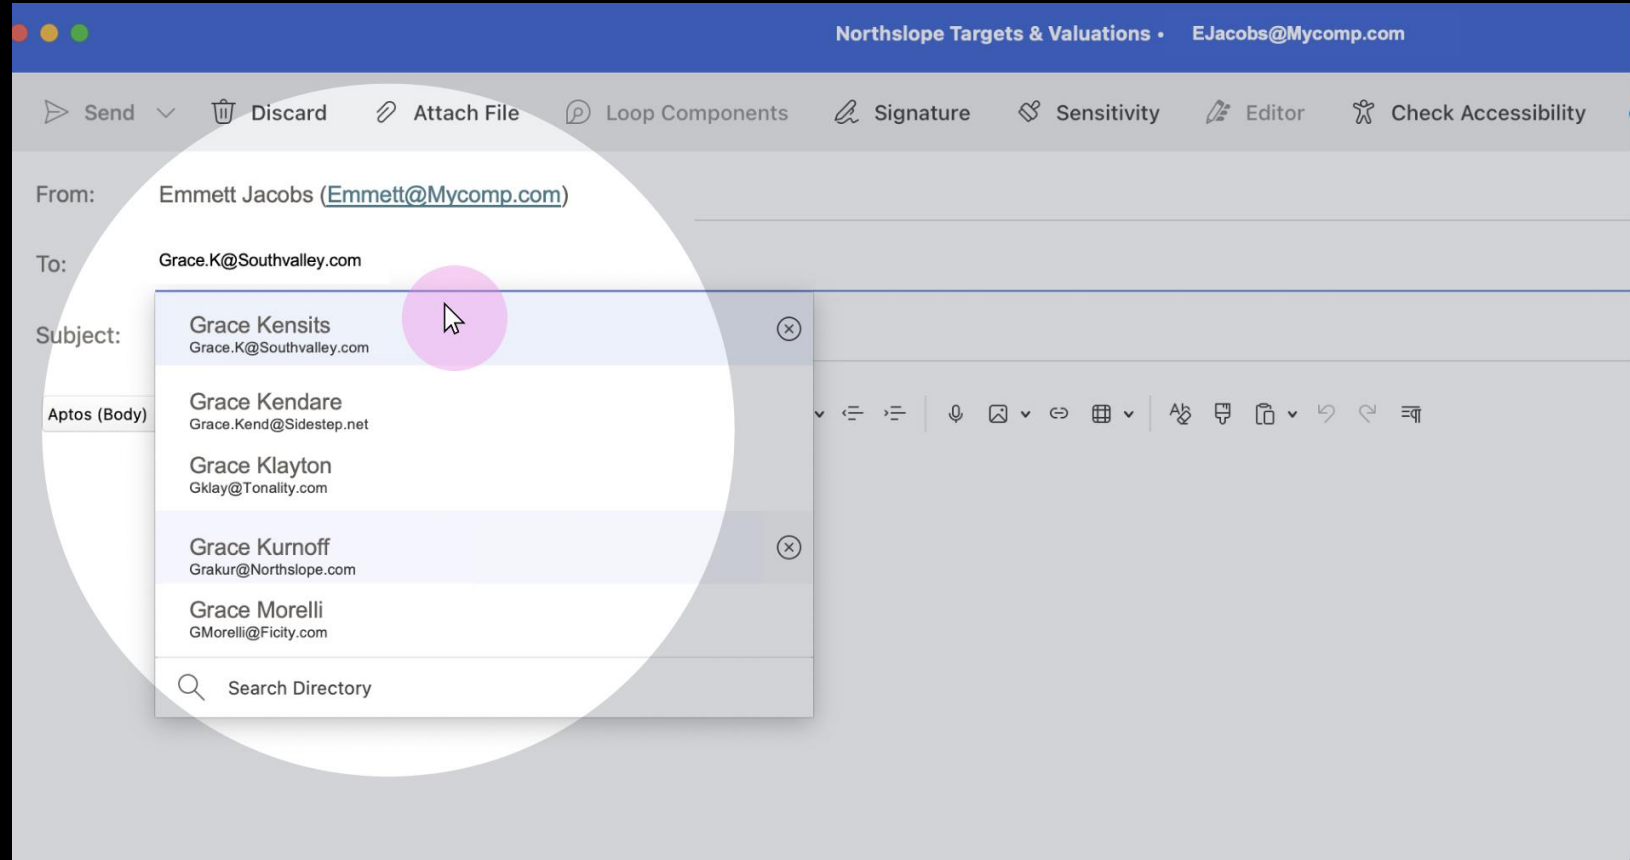 Northslope Targets & Valuations • EJacobs@Mycomp.com
Send Discard Attach File Loop Components Signature Sensitivity Editor Check Accessibility
From: Emmett Jacobs (Emmett@Mycomp.com)
To: Grace.K@Southvalley.com
Subject:
Aptos (Body)
Grace Kensits
Grace.K@Southvalley.com
Grace Kendare
Grace.Kend@Sidestep.net
Grace Klayton
Gklay@Tonality.com
Grace Kurnoff
Grakur@Northslope.com
Grace Morelli
GMorelli@Ficity.com
Search Directory